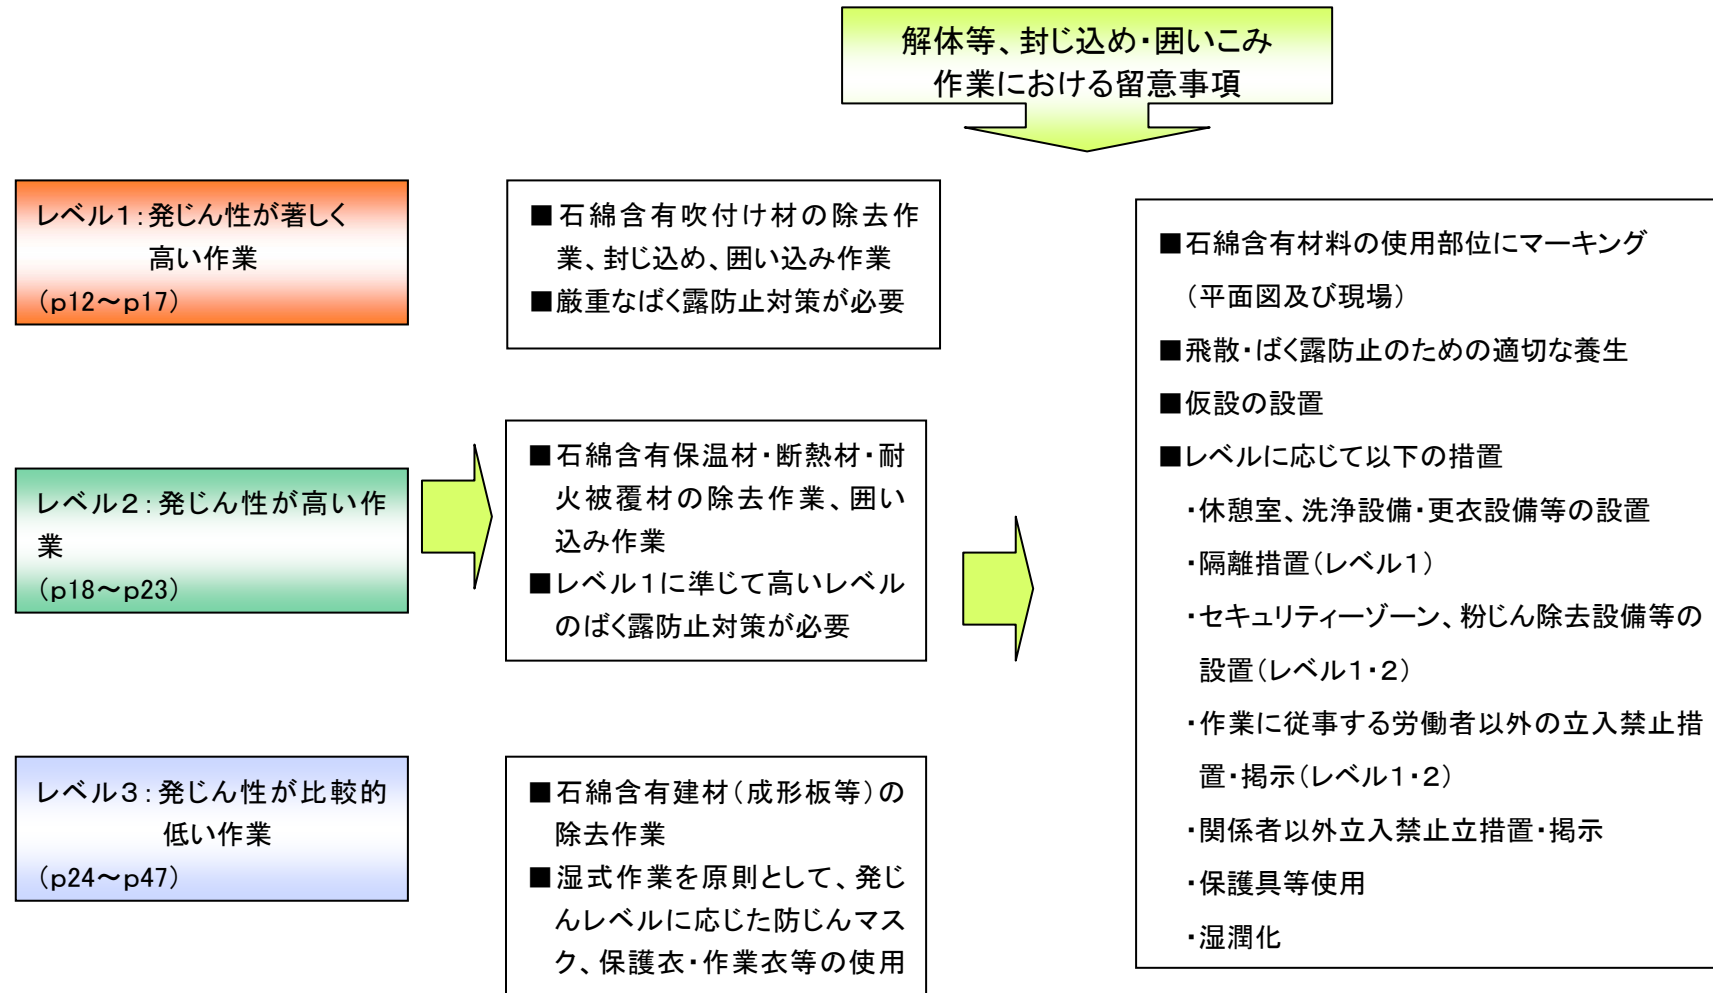 解体等、封じ込め・囲いこみ
作業における留意事項
レベル１：発じん性が著しく
高い作業
（p12～p17）
■石綿含有吹付け材の除去作
業、封じ込め、囲い込み作業
■厳重なばく露防止対策が必要
レベル２：発じん性が高い作
業
（p18～p23）
■石綿含有保温材・断熱材・耐
火被覆材の除去作業、囲い
込み作業
■レベル１に準じて高いレベル
のばく露防止対策が必要
レベル３：発じん性が比較的
低い作業
（p24～p47）
■石綿含有建材（成形板等）の
除去作業
■湿式作業を原則として、発じ
んレベルに応じた防じんマス
ク、保護衣・作業衣等の使用
■石綿含有材料の使用部位にマーキング
（平面図及び現場）
■飛散・ばく露防止のための適切な養生
■仮設の設置
■レベルに応じて以下の措置
・休憩室、洗浄設備・更衣設備等の設置
・隔離措置（レベル１）
・セキュリティーゾーン、粉じん除去設備等の
設置（レベル１・２）
・作業に従事する労働者以外の立入禁止措
置・掲示（レベル１・２）
・関係者以外立入禁止立措置・掲示
・保護具等使用
・湿潤化